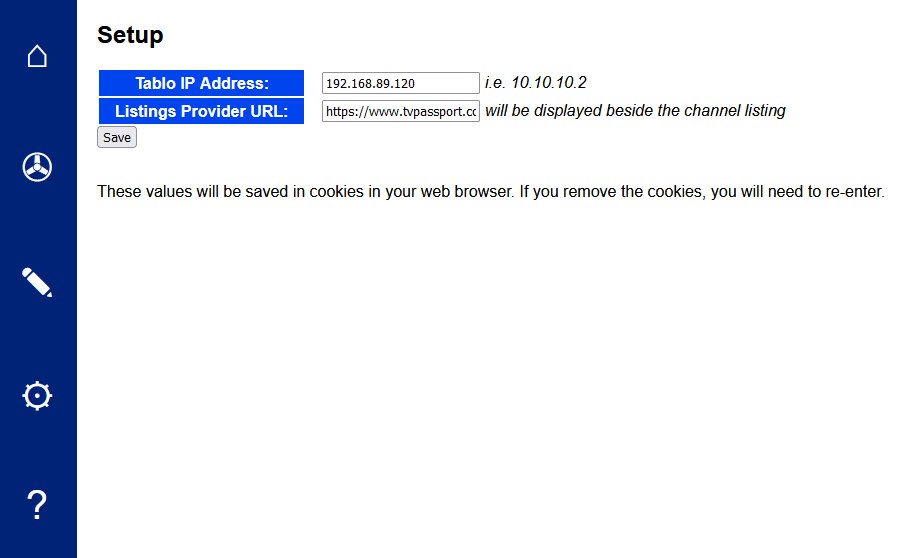 Setup
Tablo IP Address: 192.168.89.120 i.e. 10.10.10.2
Listings Provider URL: https://www.tvpassport.cc will be displayed beside the channel listing
Save
These values will be saved in cookies in your web browser. If you remove the cookies, you will need to re-enter.
?